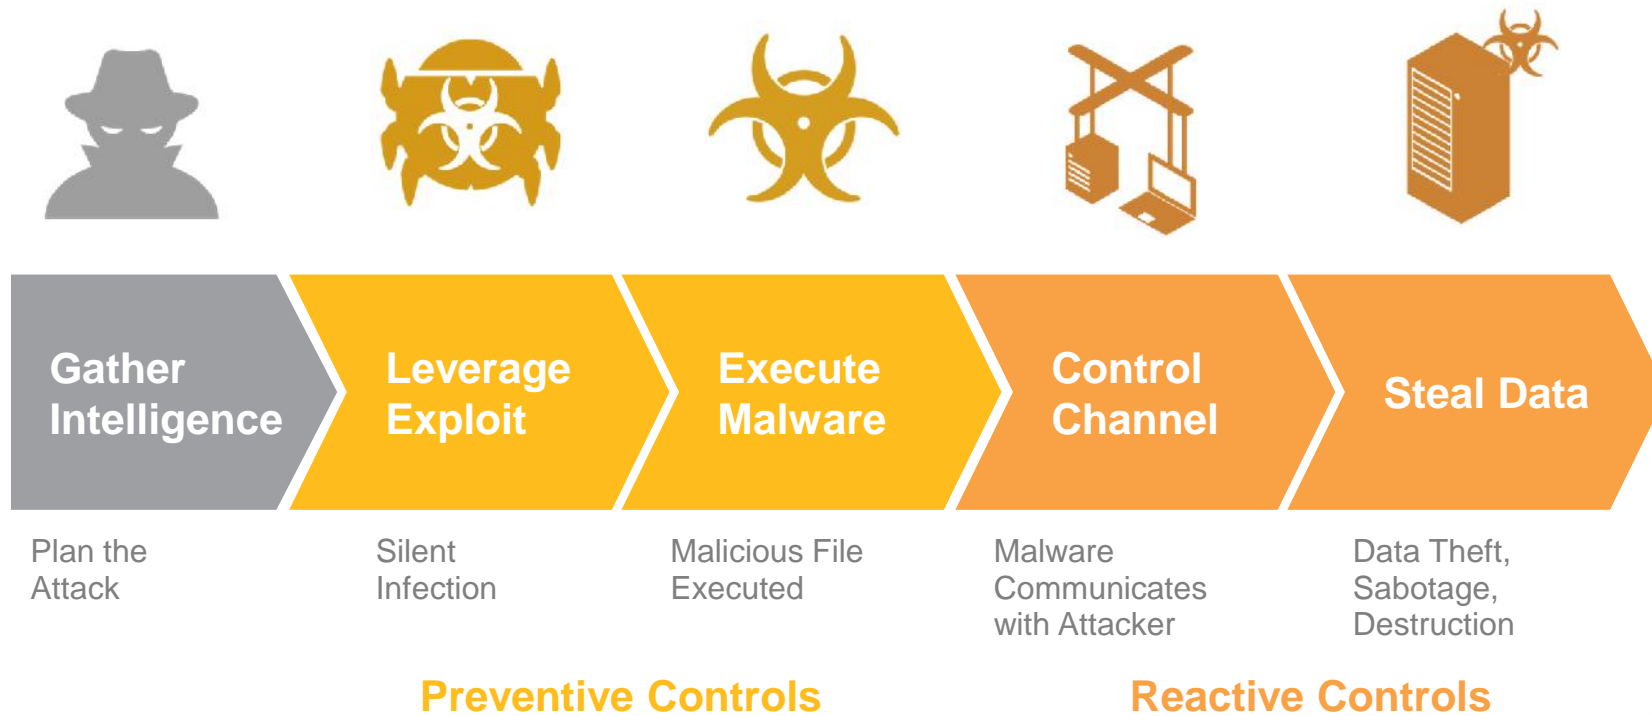 Gather
Intelligence
Leverage
Exploit
Execute
Malware
Control
Channel
Steal Data
Plan the
Attack
Silent
Infection
Malicious File
Executed
Malware
Communicates
with Attacker
Data Theft,
Sabotage,
Destruction
Preventive Controls
Reactive Controls